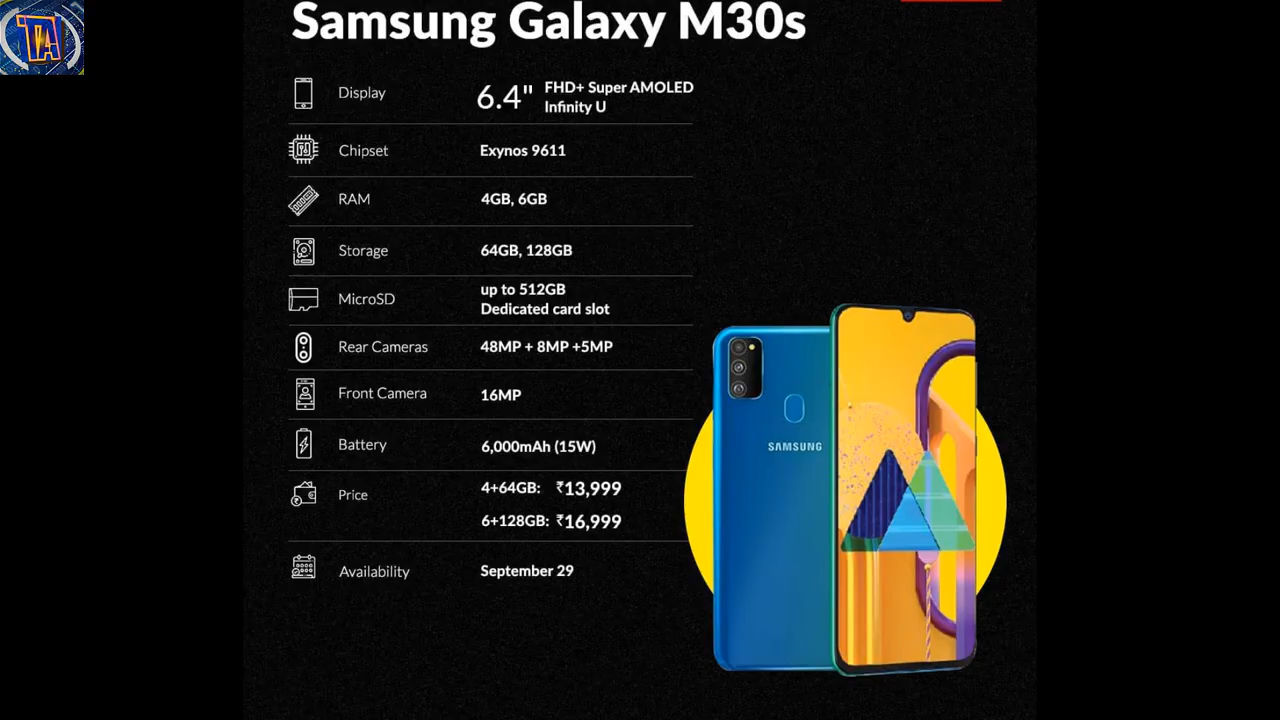 Samsung Galaxy M30s
Display 6.4" FHD+ Super AMOLED
Infinity U
Chipset Exynos 9611
RAM 4GB, 6GB
Storage 64GB, 128GB
MicroSD up to 512GB
Dedicated card slot
Rear Cameras 48MP + 8MP +5MP
Front Camera 16MP
Battery 6,000mAh (15W)
Price 4+64GB: ₹13,999
6+128GB: ₹16,999
Availability September 29
SAMSUNG